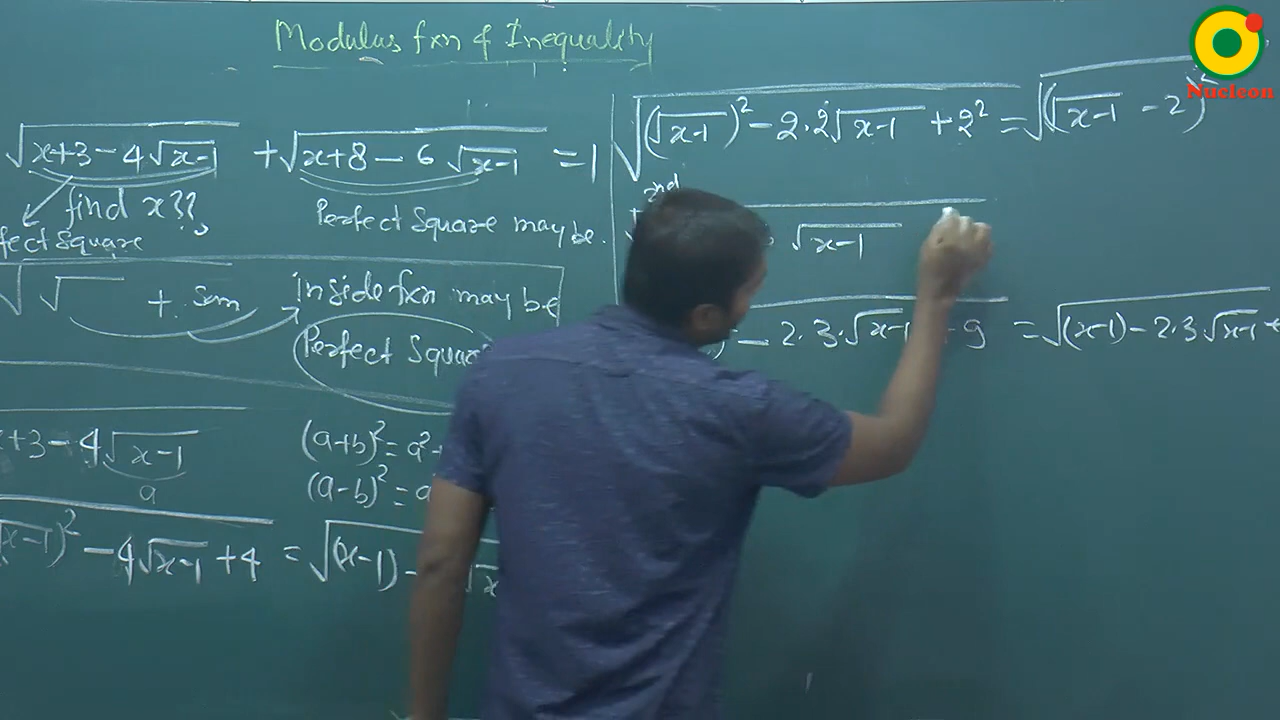 Modulus fxn & Inequality
Nucleon
√(x+3-4√(x-1)) + √(x+8-6√(x-1)) = 1
find x??
fect Square
Perfect Square may be.
√ √ + Sim
inside fxn may be
Perfect Square
+3-4√(x-1)
a
(a+b)² = a²
(a-b)² = a
x-1)² - 4√(x-1) + 4 = √((x-1) -
√((√(x-1))² - 2·2√(x-1) + 2²) = √((√(x-1) - 2)²)
2nd
√(x-1)
- 2·3·√(x-1) + 9 = √((x-1) - 2·3√(x-1) +